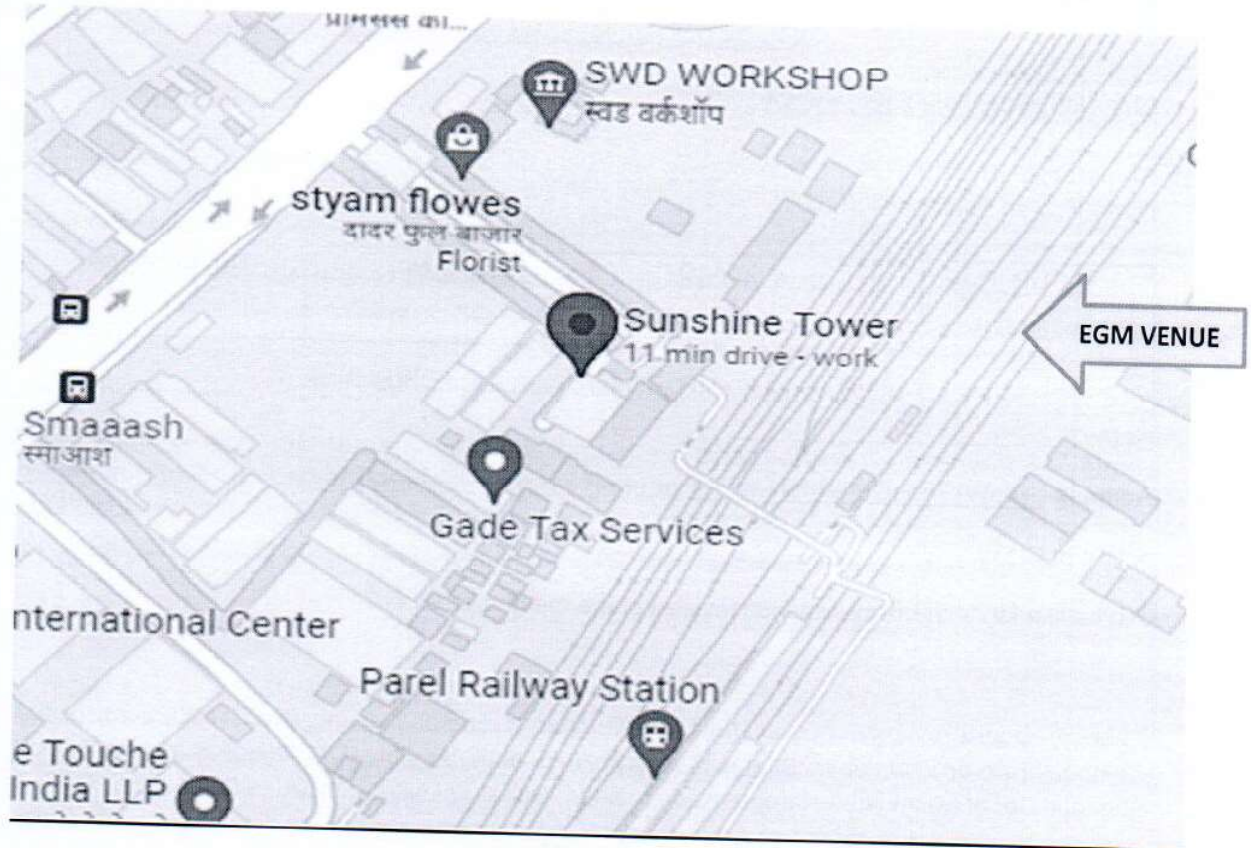 SWD WORKSHOP
स्वड वर्कशॉप
styam flowes
दादर फुल बाजार
Florist
Sunshine Tower
11 min drive - work
EGM VENUE
Smaaash
स्माआश
Gade Tax Services
nternational Center
Parel Railway Station
e Touche
India LLP